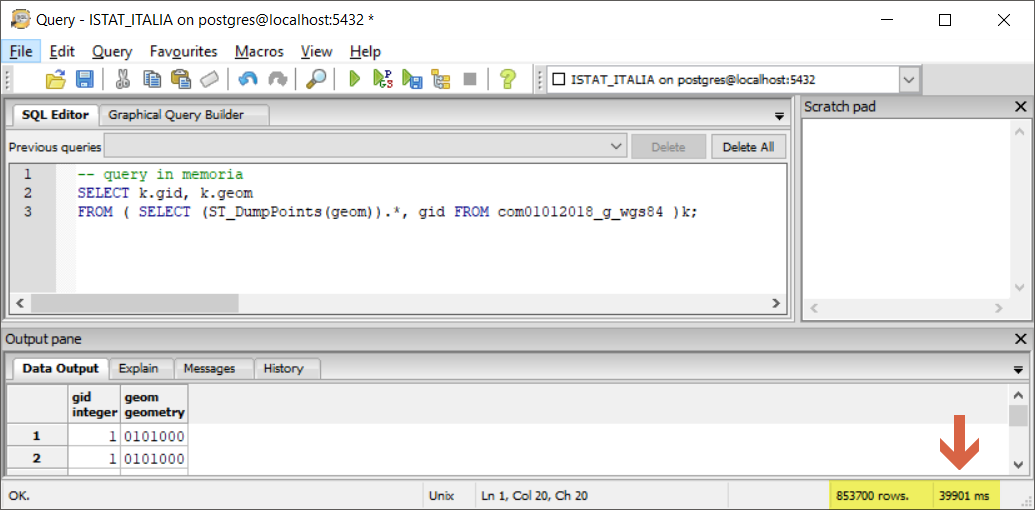 Query - ISTAT_ITALIA on postgres@localhost:5432 *
File Edit Query Favourites Macros View Help
ISTAT_ITALIA on postgres@localhost:5432
SQL Editor Graphical Query Builder
Scratch pad
Previous queries Delete Delete All
1 -- query in memoria
2 SELECT k.gid, k.geom
3 FROM ( SELECT (ST_DumpPoints(geom)).*, gid FROM com01012018_g_wgs84 )k;
Output pane
Data Output Explain Messages History
gid geom
integer geometry
1 1 0101000
2 1 0101000
OK. Unix Ln 1, Col 20, Ch 20 853700 rows. 39901 ms